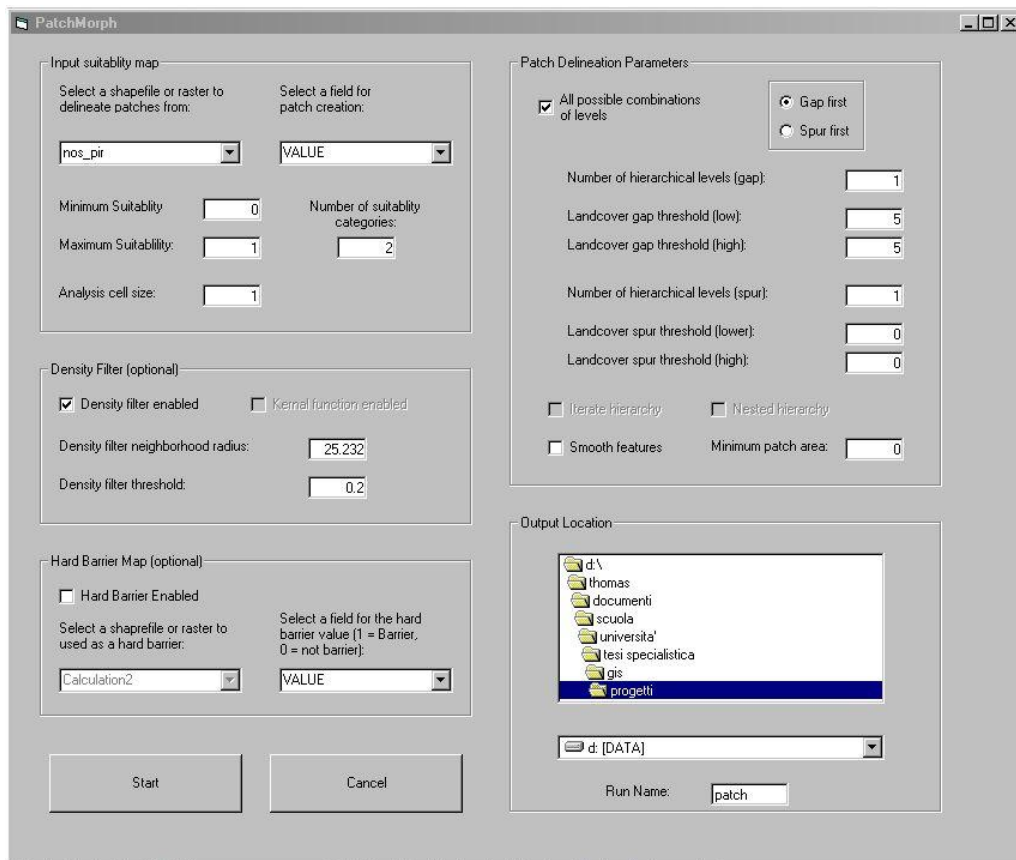 PatchMorph
Input suitablity map
Select a shapefile or raster to
delineate patches from:
Select a field for
patch creation:
nos_pir
VALUE
Minimum Suitablity
0
Number of suitablity
categories:
Maximum Suitablility:
1
2
Analysis cell size:
1
Density Filter (optional)
Density filter enabled
Kernal function enabled
Density filter neighborhood radius:
25.232
Density filter threshold:
0.2
Hard Barrier Map (optional)
Hard Barrier Enabled
Select a shaprefile or raster to
used as a hard barrier:
Select a field for the hard
barrier value (1 = Barrier,
0 = not barrier):
Calculation2
VALUE
Start
Cancel
Patch Delineation Parameters
All possible combinations
of levels
Gap first
Spur first
Number of hierarchical levels (gap):
1
Landcover gap threshold (low):
5
Landcover gap threshold (high):
5
Number of hierarchical levels (spur):
1
Landcover spur threshold (lower):
0
Landcover spur threshold (high):
0
Iterate hierarchy
Nested hierarchy
Smooth features
Minimum patch area:
0
Output Location
d:\
thomas
documenti
scuola
universita'
tesi specialistica
gis
progetti
d: [DATA]
Run Name:
patch